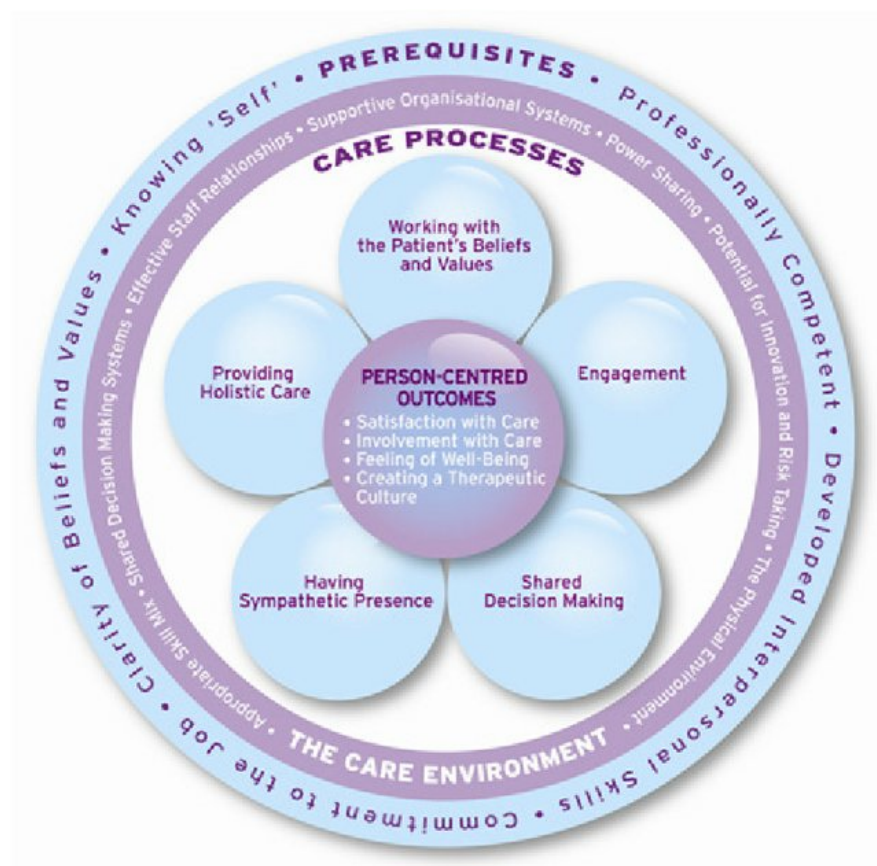 PREREQUISITES • Professionally Competent • Developed Interpersonal Skills • Commitment to the Job • Clarity of Beliefs and Values • Knowing 'Self' •
Supportive Organisational Systems • Power Sharing • Potential for Innovation and Risk Taking • The Physical Environment •
THE CARE ENVIRONMENT
• Appropriate Skill Mix • Shared Decision Making Systems • Effective Staff Relationships •
CARE PROCESSES
Working with
the Patient's Beliefs
and Values
Providing
Holistic Care
PERSON-CENTRED
OUTCOMES
• Satisfaction with Care
• Involvement with Care
• Feeling of Well-Being
• Creating a Therapeutic
Culture
Engagement
Having
Sympathetic Presence
Shared
Decision Making